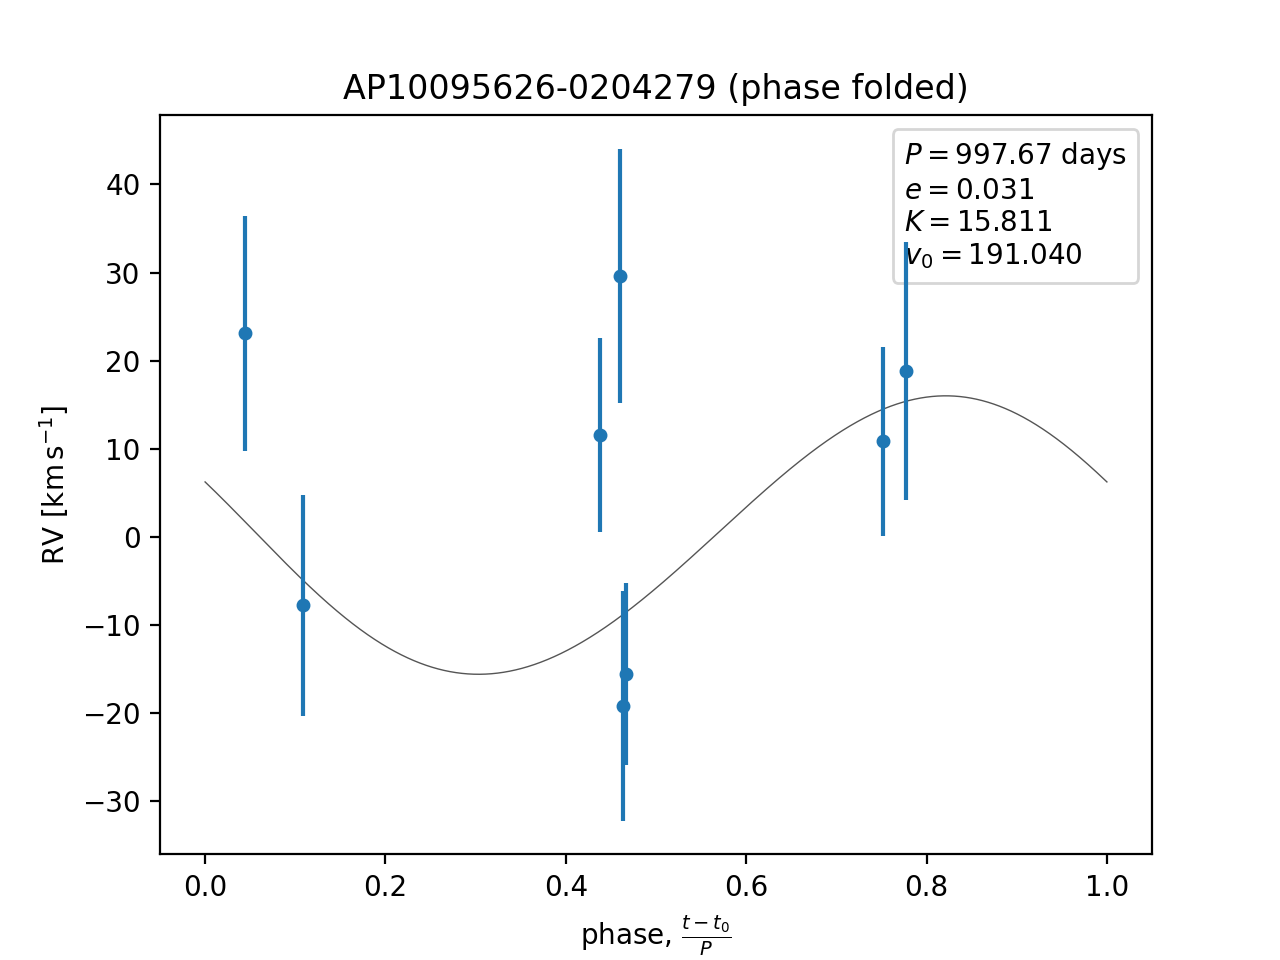 AP10095626-0204279 (phase folded)
P = 997.67 days
e = 0.031
K = 15.811
v₀ = 191.040
40
30
20
10
0
−10
−20
−30
RV [km s⁻¹]
0.0 0.2 0.4 0.6 0.8 1.0
phase, (t − t₀)/P